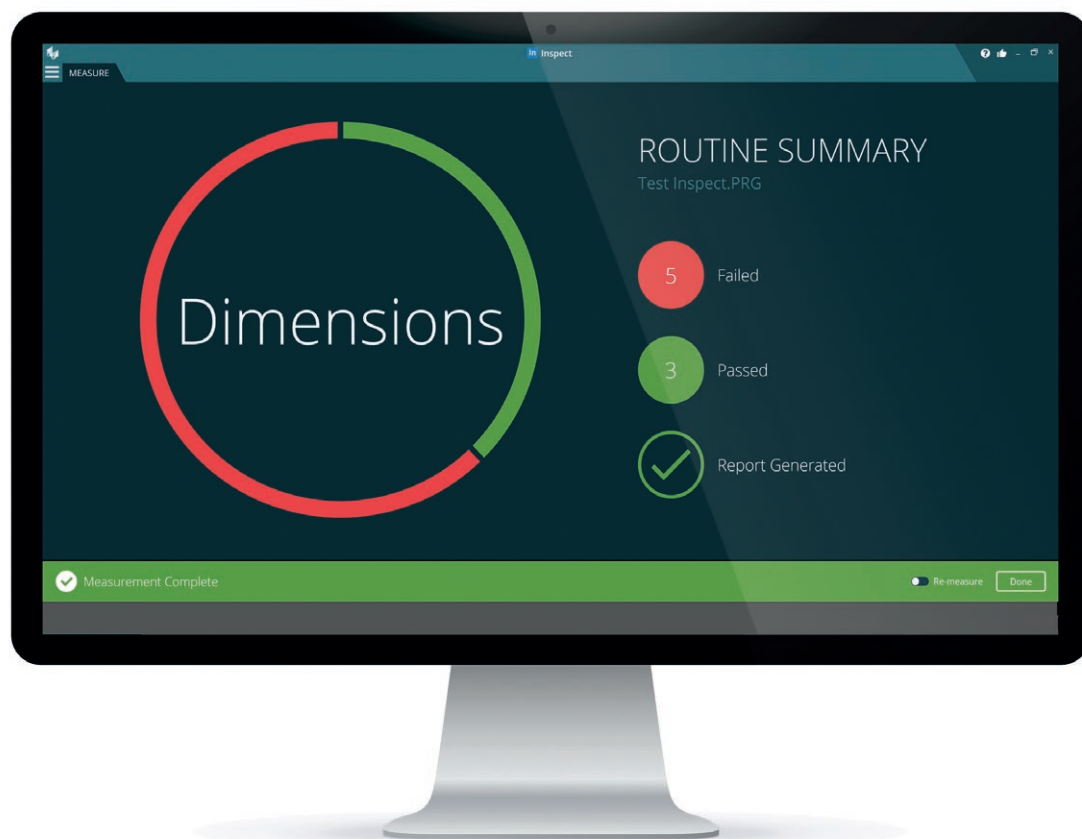 In Inspect
MEASURE
Dimensions
ROUTINE SUMMARY
Test Inspect.PRG
5 Failed
3 Passed
Report Generated
Measurement Complete
Re-measure
Done